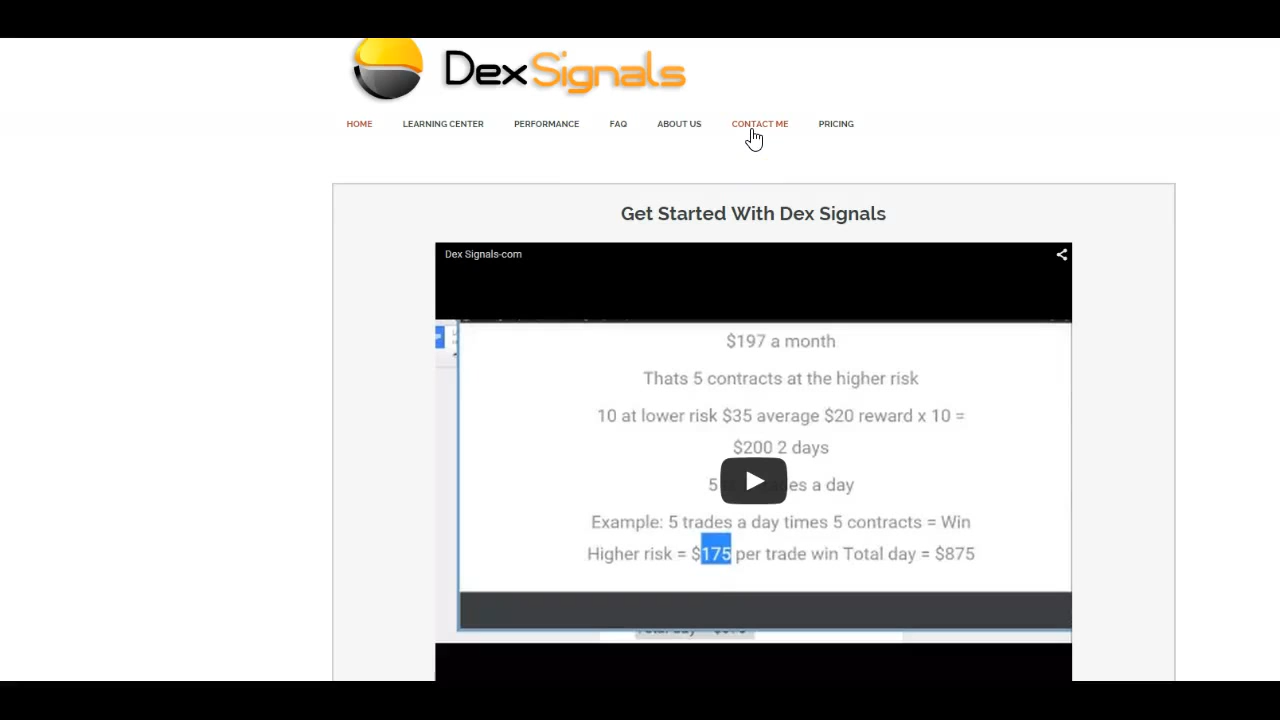 Dex Signals
HOME LEARNING CENTER PERFORMANCE FAQ ABOUT US CONTACT ME PRICING
Get Started With Dex Signals
Dex Signals-com
$197 a month
Thats 5 contracts at the higher risk
10 at lower risk $35 average $20 reward x 10 =
$200 2 days
5 trades a day
Example: 5 trades a day times 5 contracts = Win
Higher risk = $175 per trade win Total day = $875